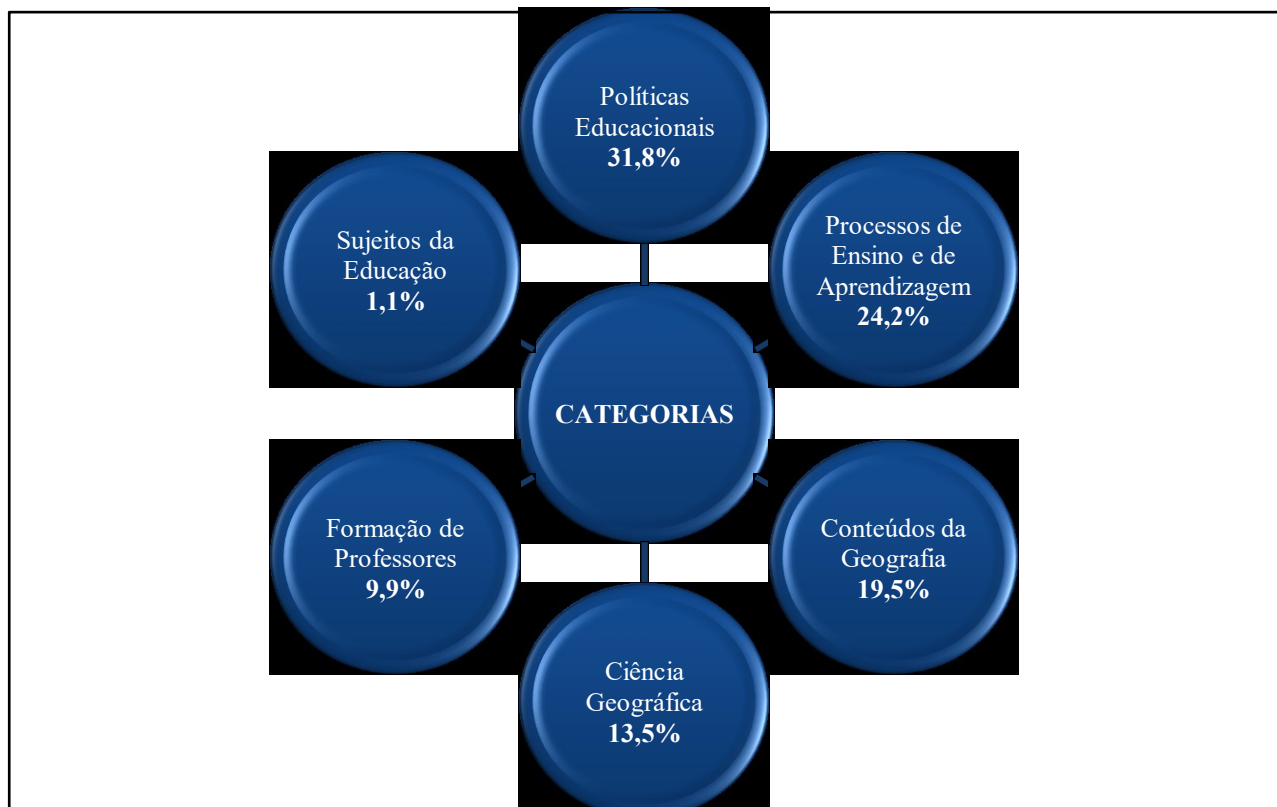 Políticas
Educacionais
31,8%
Processos de
Ensino e de
Aprendizagem
24,2%
Conteúdos da
Geografia
19,5%
Ciência
Geográfica
13,5%
Formação de
Professores
9,9%
Sujeitos da
Educação
1,1%
CATEGORIAS